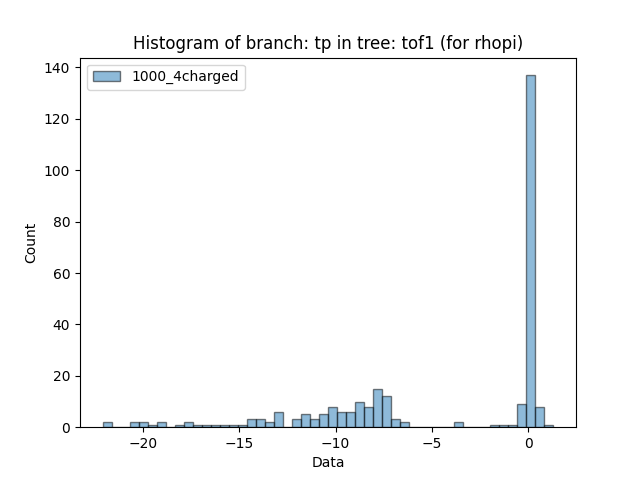 Histogram of branch: tp in tree: tof1 (for rhopi)
1000_4charged
140
120
100
80
60
40
20
0
Count
−20 −15 −10 −5 0
Data